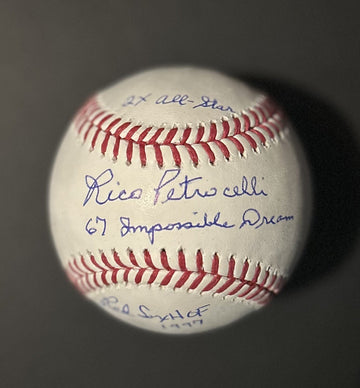 2x All-Star
Rico Petrocelli
67 Impossible Dream
Red Sox HOF
1997